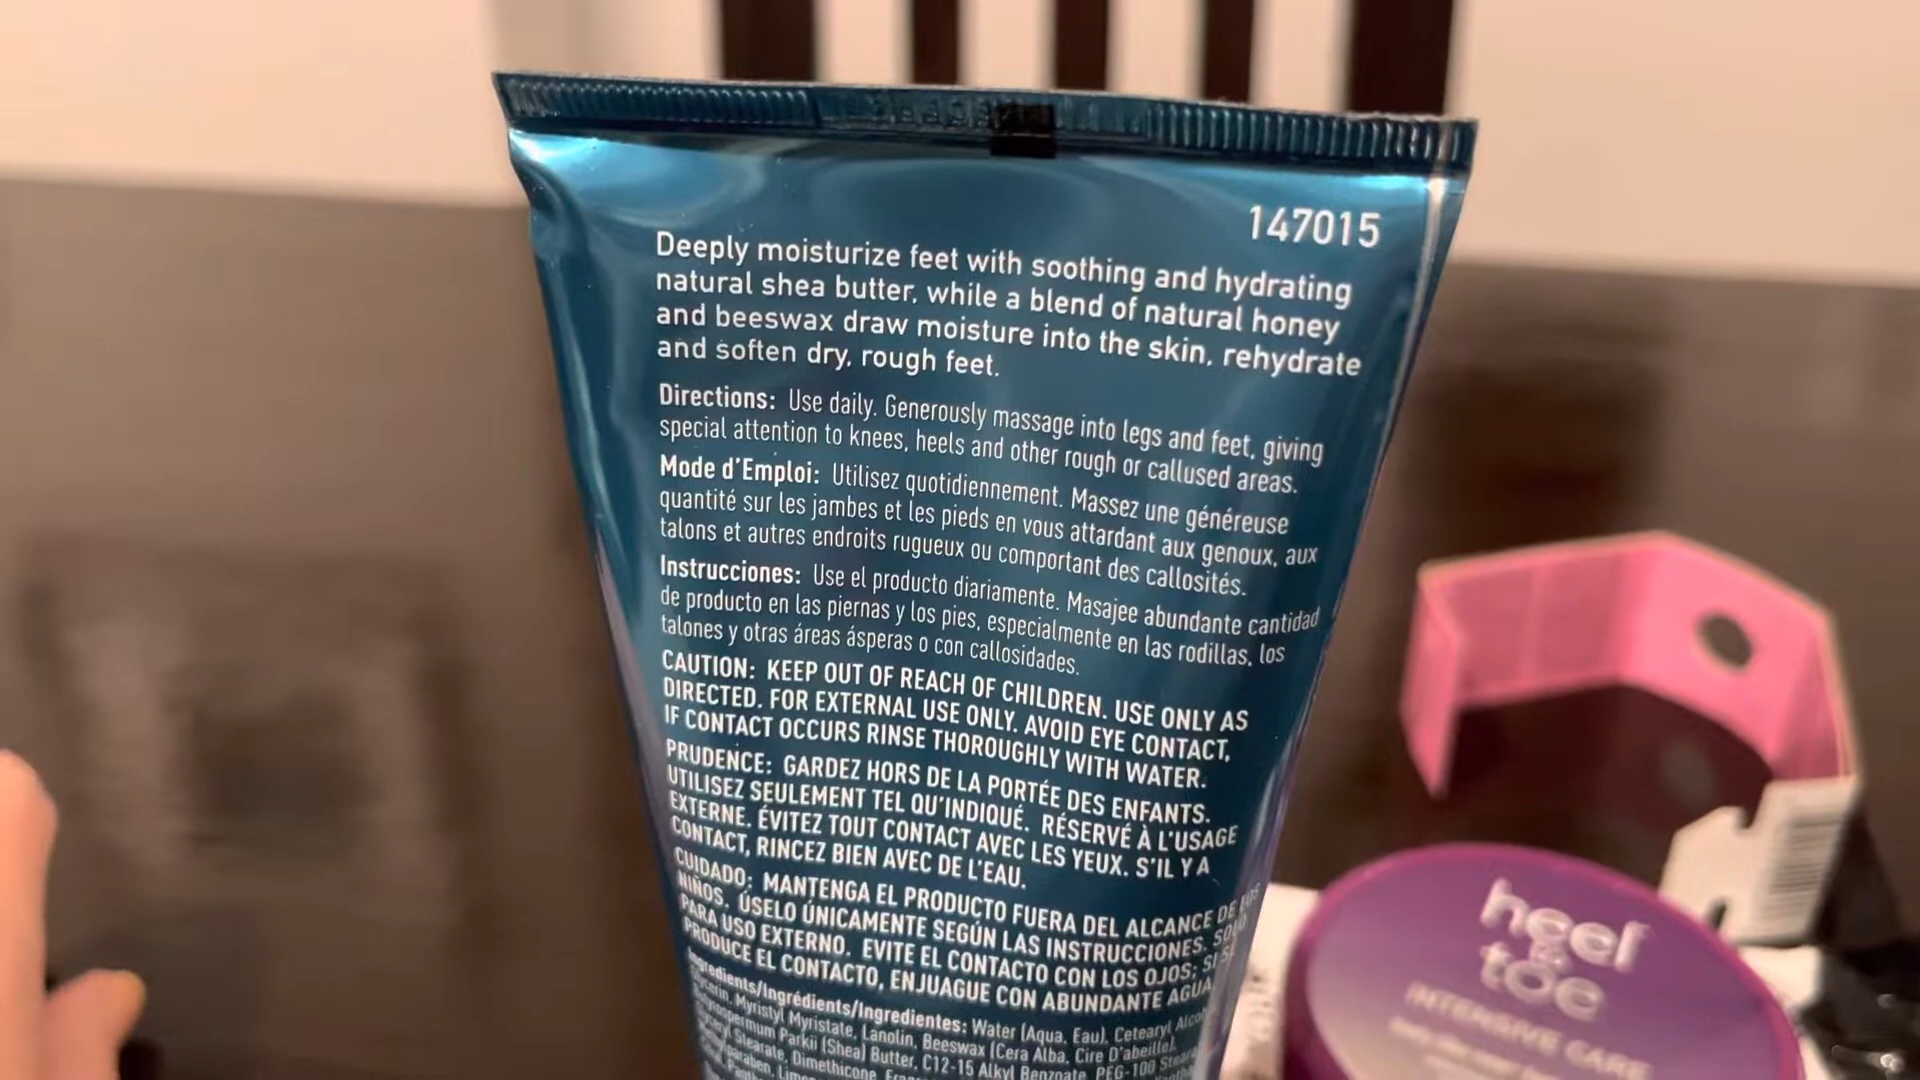 147015
Deeply moisturize feet with soothing and hydrating
natural shea butter, while a blend of natural honey
and beeswax draw moisture into the skin, rehydrate
and soften dry, rough feet.
Directions: Use daily. Generously massage into legs and feet, giving
special attention to knees, heels and other rough or callused areas.
Mode d'Emploi: Utilisez quotidiennement. Massez une généreuse
quantité sur les jambes et les pieds en vous attardant aux genoux, aux
talons et autres endroits rugueux ou comportant des callosités.
Instrucciones: Use el producto diariamente. Masajee abundante cantidad
de producto en las piernas y los pies, especialmente en las rodillas, los
talones y otras áreas ásperas o con callosidades.
CAUTION: KEEP OUT OF REACH OF CHILDREN. USE ONLY AS
DIRECTED. FOR EXTERNAL USE ONLY. AVOID EYE CONTACT,
IF CONTACT OCCURS RINSE THOROUGHLY WITH WATER.
PRUDENCE: GARDEZ HORS DE LA PORTÉE DES ENFANTS.
UTILISEZ SEULEMENT TEL QU'INDIQUÉ. RÉSERVÉ À L'USAGE
EXTERNE. ÉVITEZ TOUT CONTACT AVEC LES YEUX. S'IL Y A
CONTACT, RINCEZ BIEN AVEC DE L'EAU.
CUIDADO: MANTENGA EL PRODUCTO FUERA DEL ALCANCE DE LOS
NIÑOS. ÚSELO ÚNICAMENTE SEGÚN LAS INSTRUCCIONES. SOLO
PARA USO EXTERNO. EVITE EL CONTACTO CON LOS OJOS; SI SE
PRODUCE EL CONTACTO, ENJUAGUE CON ABUNDANTE AGUA.
Ingredients/Ingrédients/Ingredientes: Water (Aqua, Eau), Cetearyl
Myristyl Myristate, Lanolin, Beeswax (Cera Alba, Cire D'abeille),
Parkii (Shea) Butter, C12-15 Alkyl Benzoate, PEG-100
Stearate, Dimethicone,
heel
&
toe
INTENSIVE CARE